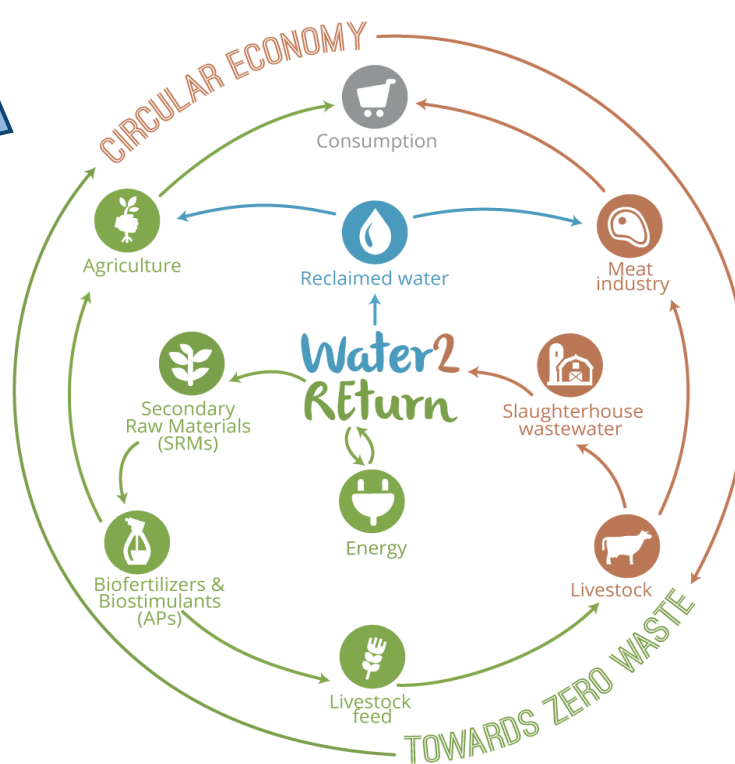 CIRCULAR ECONOMY
Consumption
Agriculture
Reclaimed water
Meat
industry
Water2
REturn
Secondary
Raw Materials
(SRMs)
Slaughterhouse
wastewater
Energy
Biofertilizers &
Biostimulants
(APs)
Livestock
Livestock
feed
TOWARDS ZERO WASTE